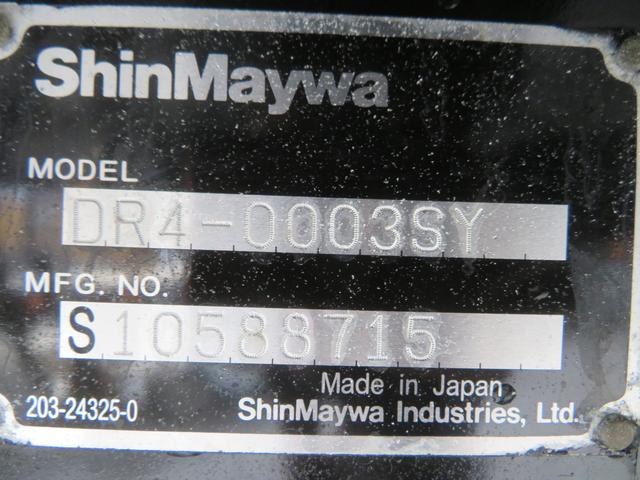 ShinMaywa
MODEL
DR4-0003SY
MFG. NO.
S10588715
Made in Japan
203-24325-0 ShinMaywa Industries, Ltd.